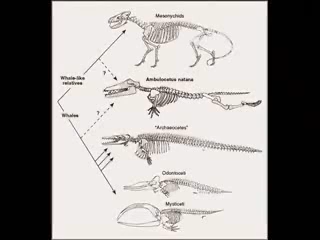 Mesonychids
?
Whale-like
relatives
Ambulocetus natans
Whales
?
"Archaeocetes"
Odontoceti
Mysticeti